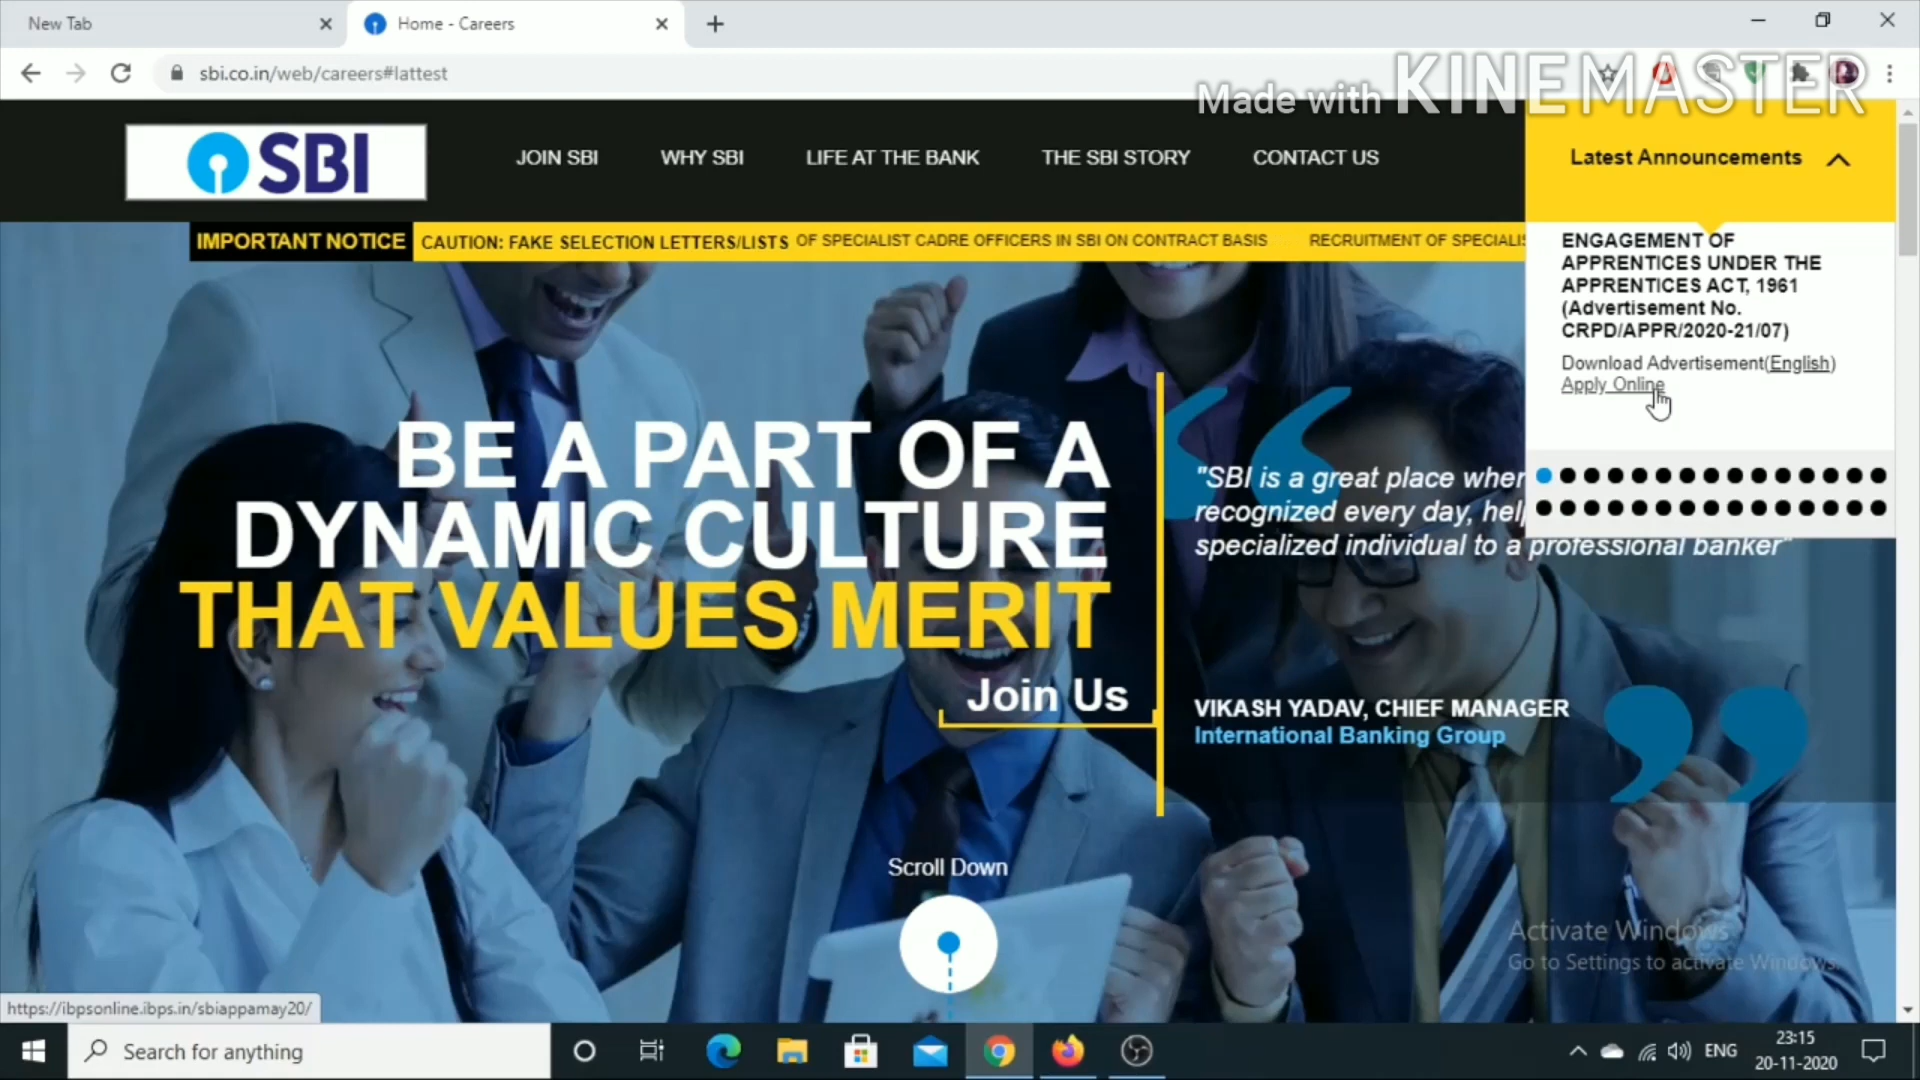 New Tab
Home - Careers
sbi.co.in/web/careers#lattest
Made with KINEMASTER
SBI
JOIN SBI
WHY SBI
LIFE AT THE BANK
THE SBI STORY
CONTACT US
Latest Announcements
IMPORTANT NOTICE
CAUTION: FAKE SELECTION LETTERS/LISTS
OF SPECIALIST CADRE OFFICERS IN SBI ON CONTRACT BASIS
RECRUITMENT OF
ENGAGEMENT OF
APPRENTICES UNDER THE
APPRENTICES ACT, 1961
(Advertisement No.
CRPD/APPR/2020-21/07)
Download Advertisement(English)
Apply Online
BE A PART OF A
DYNAMIC CULTURE
THAT VALUES MERIT
Join Us
"SBI is a great place
recognized every day,
specialized individual to a professional banker"
VIKASH YADAV, CHIEF MANAGER
International Banking Group
Scroll Down
Activate Windows
Go to Settings to activate Windows.
https://ibpsonline.ibps.in/sbiappamay20/
Search for anything
ENG
23:15
20-11-2020